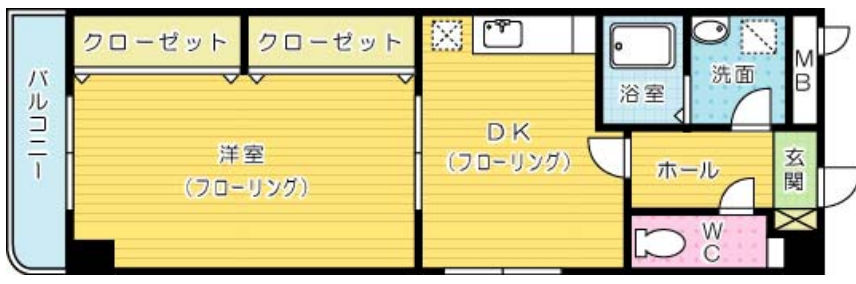 バルコニー
クローゼット
クローゼット
洋室
(フローリング)
DK
(フローリング)
浴室
洗面
MB
ホール
玄関
WC